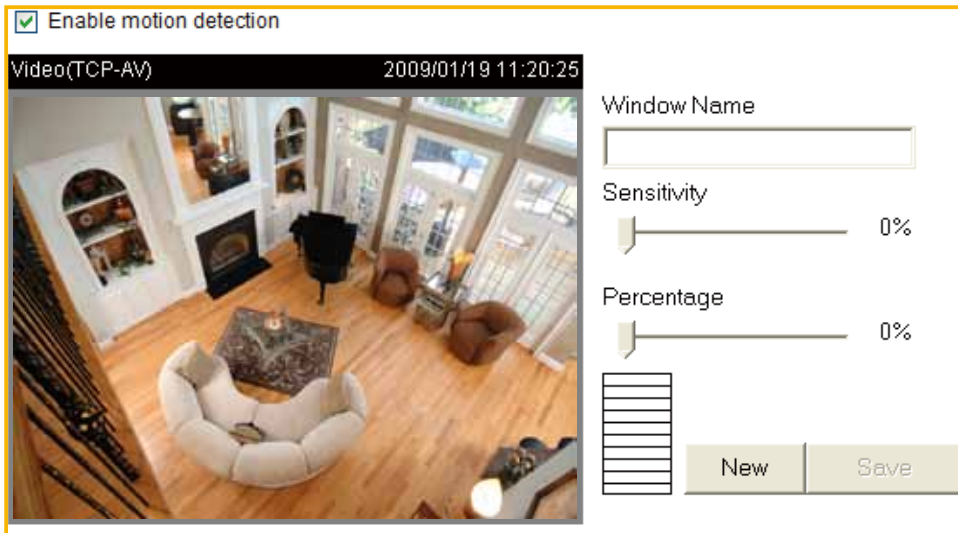 Enable motion detection
Video(TCP-AV) 2009/01/19 11:20:25
Window Name
Sensitivity
0%
Percentage
0%
New Save